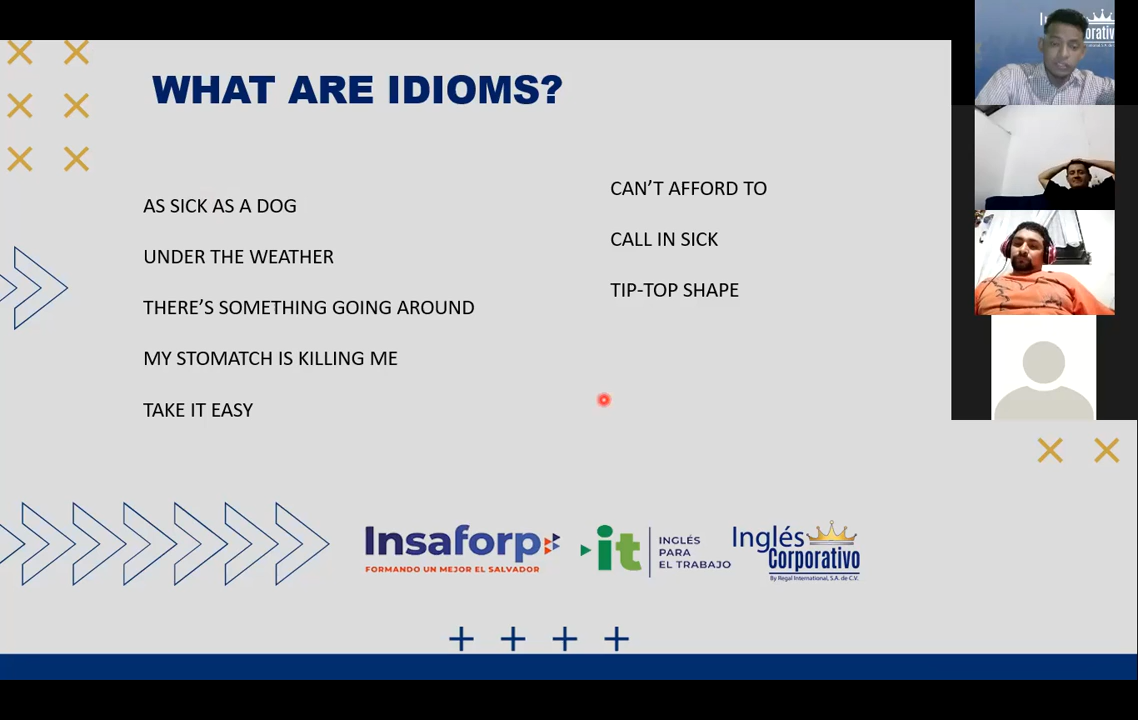 WHAT ARE IDIOMS?
AS SICK AS A DOG
UNDER THE WEATHER
THERE’S SOMETHING GOING AROUND
MY STOMATCH IS KILLING ME
TAKE IT EASY
CAN’T AFFORD TO
CALL IN SICK
TIP-TOP SHAPE
Insaforp
FORMANDO UN MEJOR EL SALVADOR
it
INGLÉS
PARA
EL TRABAJO
Inglés
Corporativo
By Regal International, S.A. de C.V.